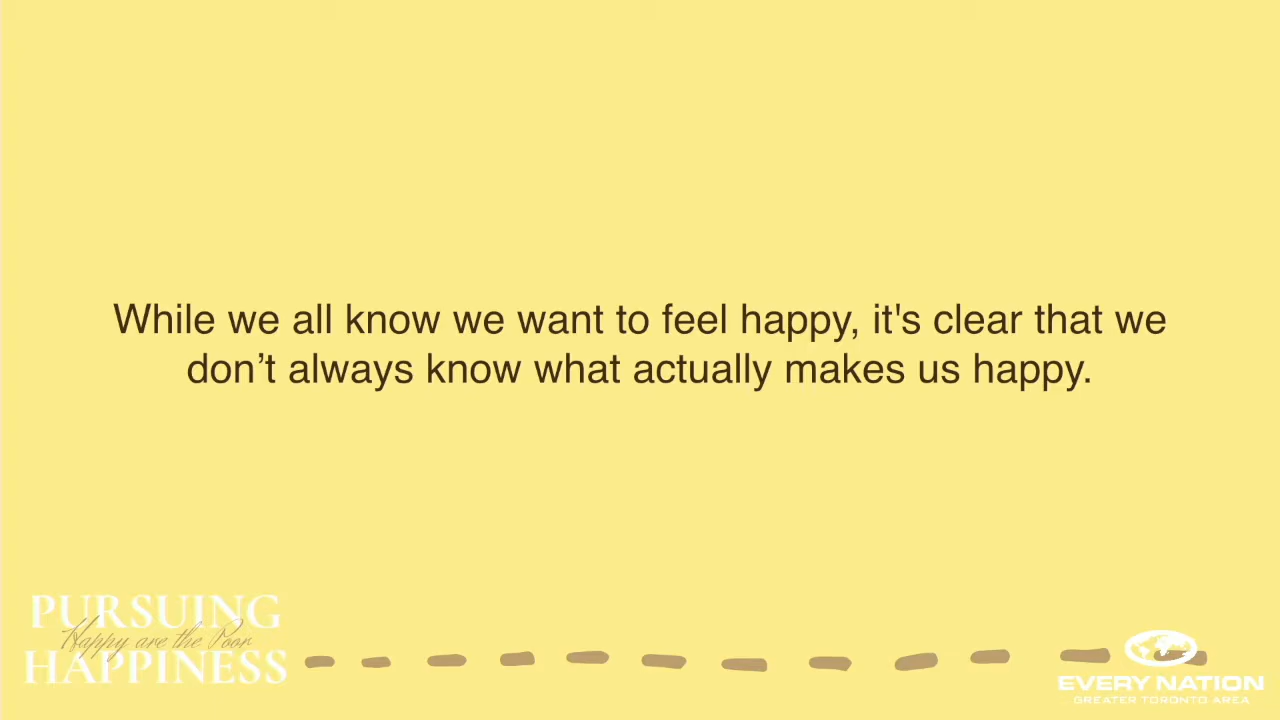 While we all know we want to feel happy, it's clear that we
don’t always know what actually makes us happy.
PURSUING
Happy are the Poor
HAPPINESS
EVERY NATION
GREATER TORONTO AREA